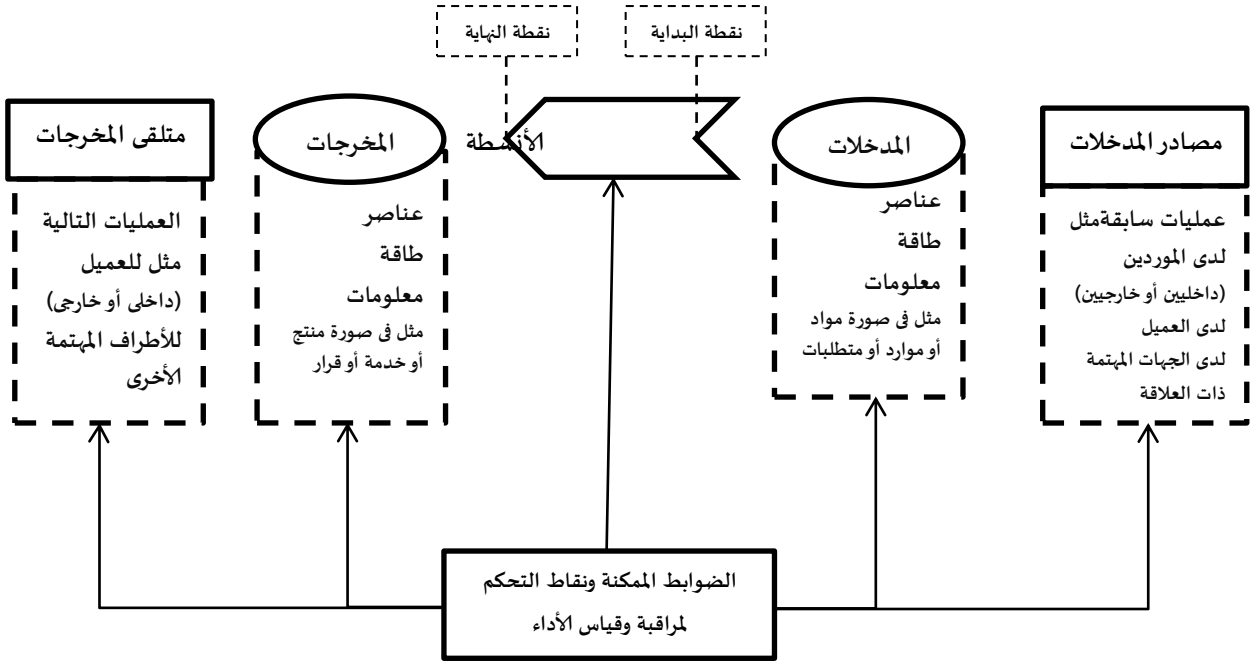 نقطة البداية
نقطة النهاية
مصادر المدخلات
عمليات سابقةمثل
لدى الموردين
(داخليين أو خارجيين)
لدى العميل
لدى الجهات المهتمة
ذات العلاقة
المدخلات
عناصر
طاقة
معلومات
مثل فى صورة مواد
أو موارد أو متطلبات
الأنشطة
المخرجات
عناصر
طاقة
معلومات
مثل فى صورة منتج
أو خدمة أو قرار
متلقى المخرجات
العمليات التالية
مثل للعميل
(داخلى أو خارجى)
للأطراف المهتمة
الأخرى
الضوابط الممكنة ونقاط التحكم
لمراقبة وقياس الأداء